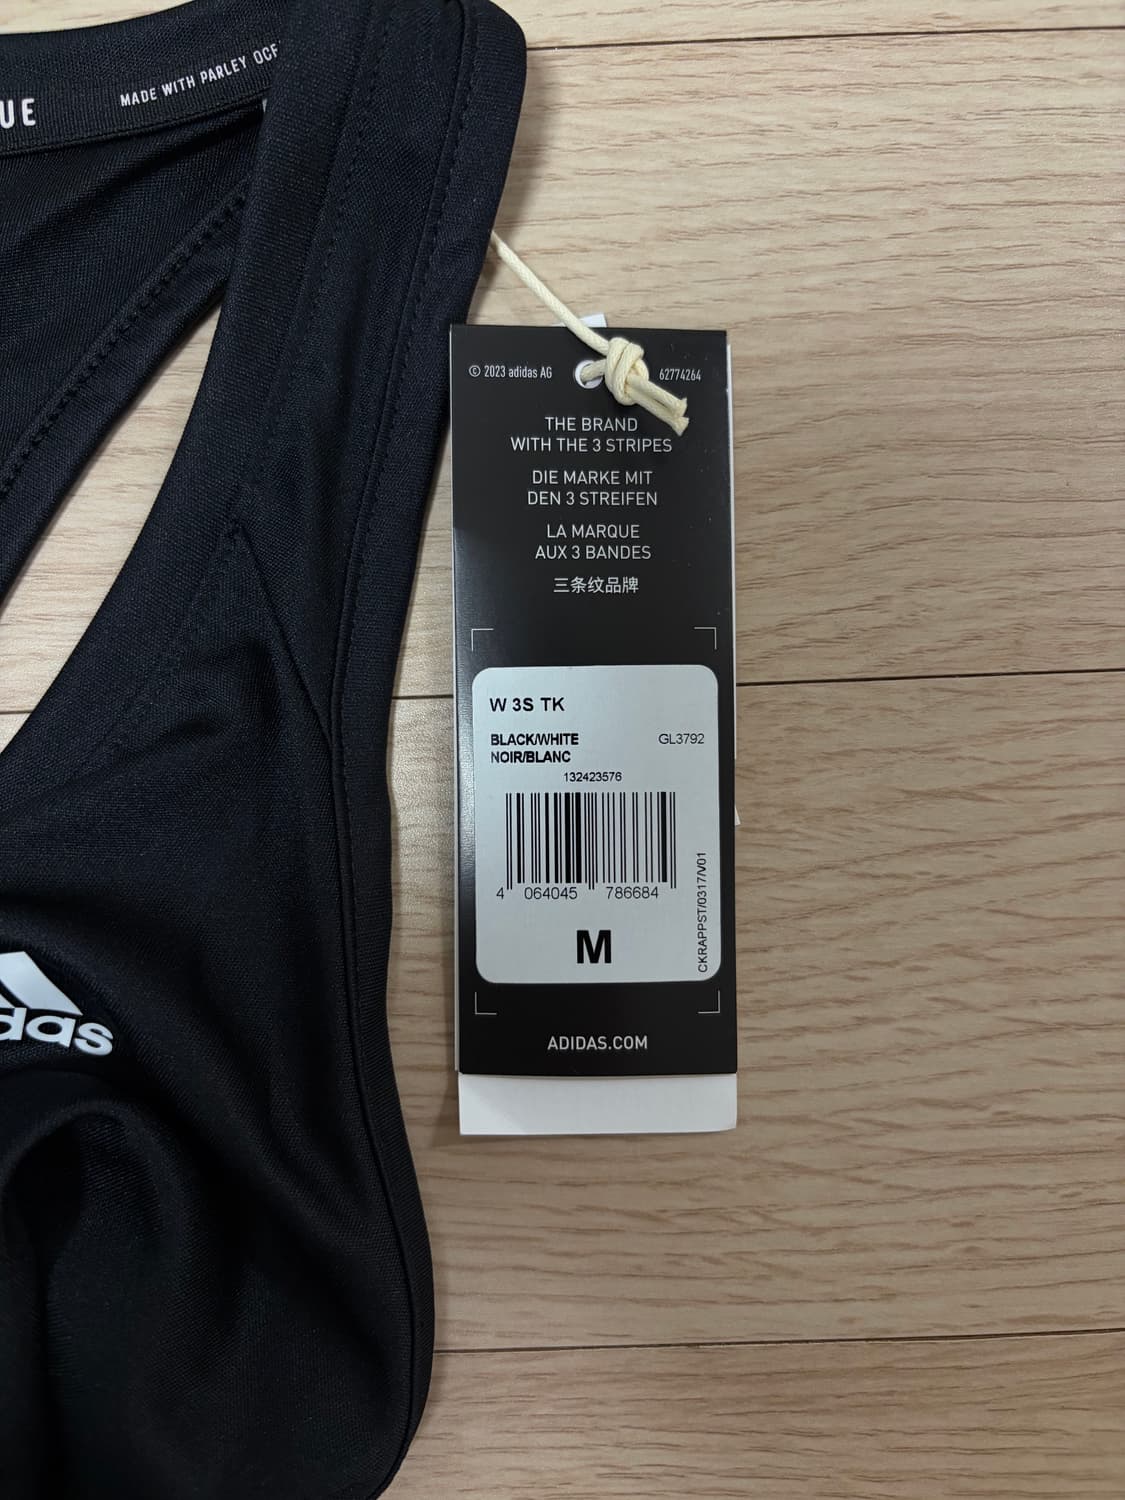 UE
MADE WITH PARLEY OCE
© 2023 adidas AG
62774264
THE BRAND
WITH THE 3 STRIPES
DIE MARKE MIT
DEN 3 STREIFEN
LA MARQUE
AUX 3 BANDES
三条纹品牌
W 3S TK
BLACK/WHITE
GL3792
NOIR/BLANC
132423576
4 064045 786684
CKRAPPST/0317/V01
M
ADIDAS.COM
das